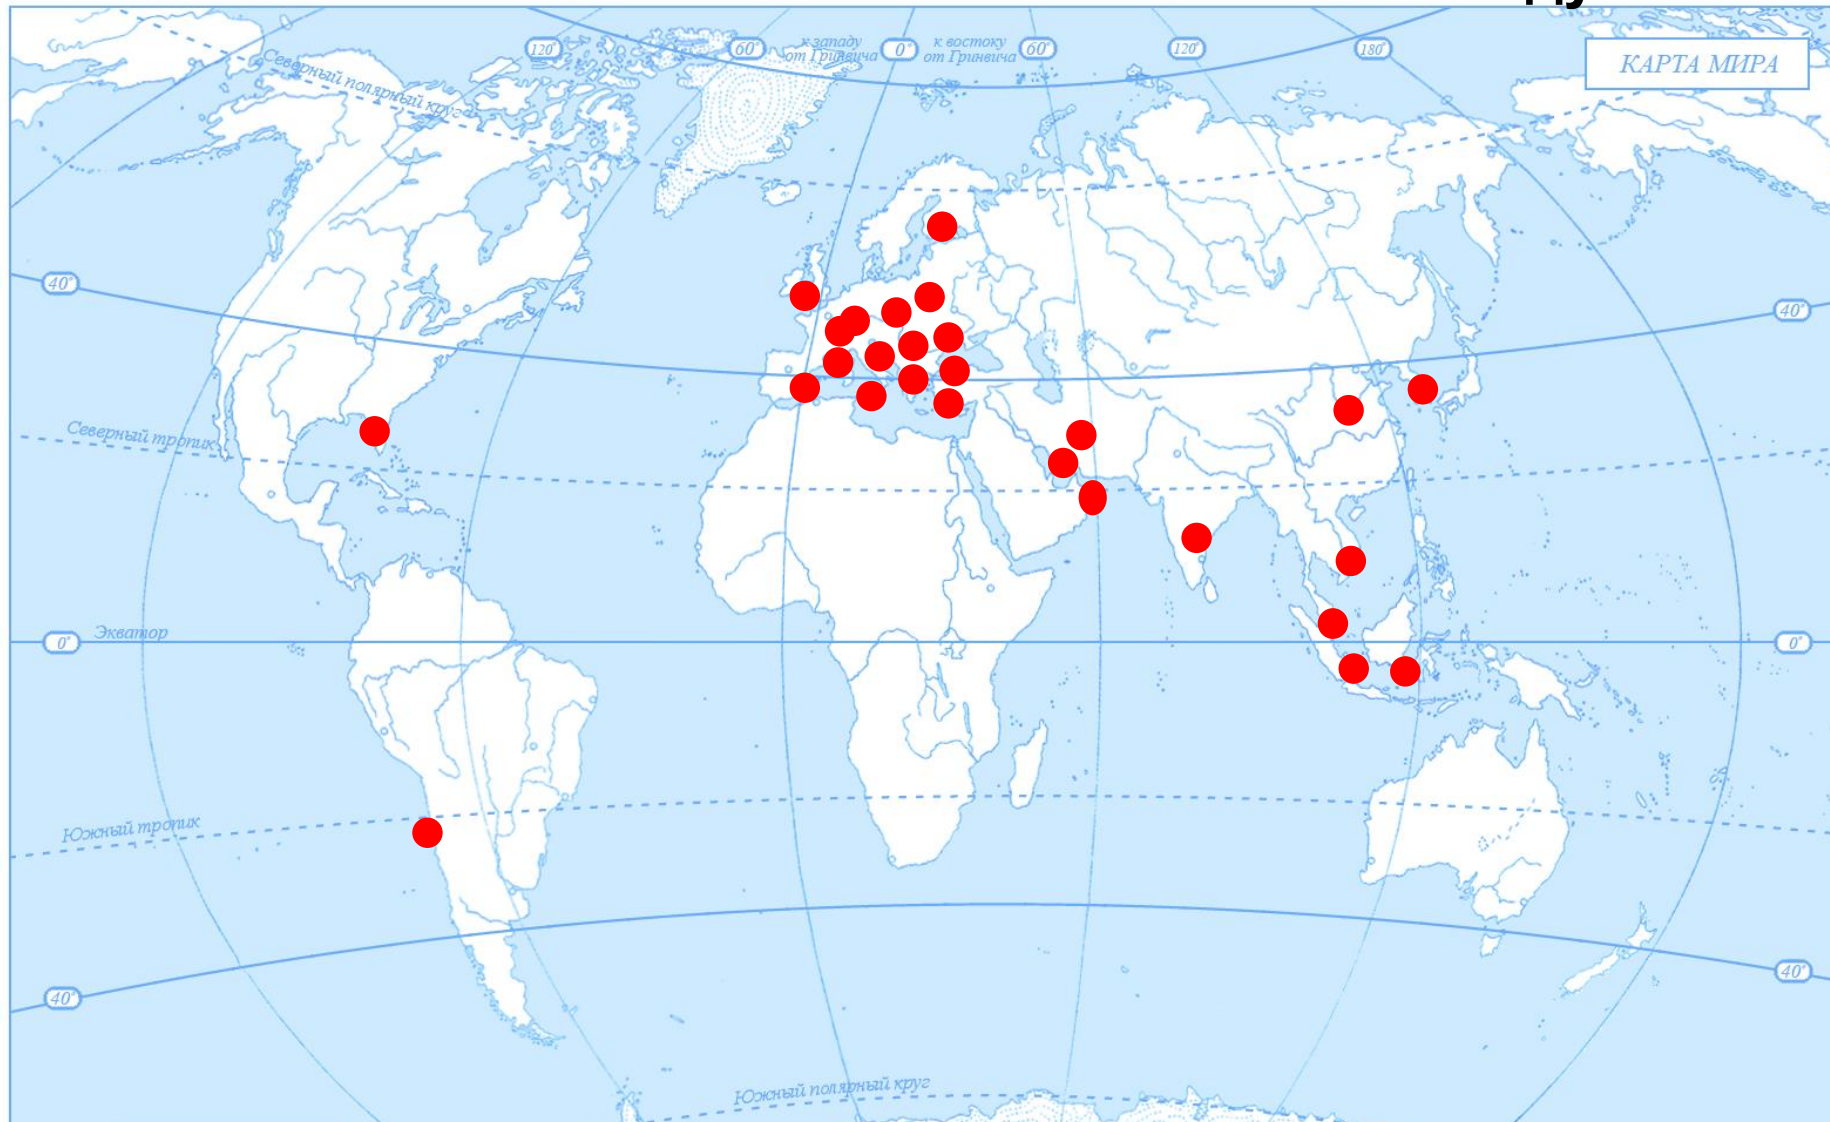 120°
60°
к западу
от Гринвича
0°
к востоку
от Гринвича
60°
120°
180°
КАРТА МИРА
Северный полярный круг
40°
40°
Северный тропик
0°
Экватор
0°
Южный тропик
40°
40°
Южный полярный круг